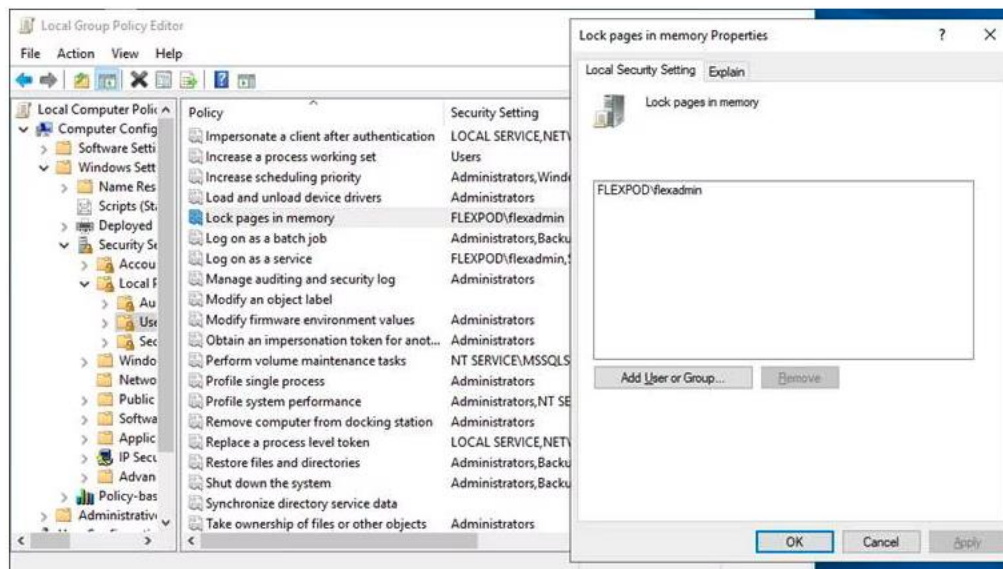 Local Group Policy Editor
File Action View Help
Local Computer Polic
Computer Config
Software Setti
Windows Sett
Name Res
Scripts (Sta
Deployed
Security Se
Accou
Local P
Au
Use
Sec
Windo
Netwo
Public
Softwa
Applic
IP Secu
Advan
Policy-bas
Administrativ
Policy Security Setting
Impersonate a client after authentication LOCAL SERVICE,NETV
Increase a process working set Users
Increase scheduling priority Administrators,Windo
Load and unload device drivers Administrators
Lock pages in memory FLEXPOD\flexadmin
Log on as a batch job Administrators,Backu
Log on as a service FLEXPOD\flexadmin,S
Manage auditing and security log Administrators
Modify an object label
Modify firmware environment values Administrators
Obtain an impersonation token for anot... Administrators
Perform volume maintenance tasks NT SERVICE\MSSQLS
Profile single process Administrators
Profile system performance Administrators,NT SE
Remove computer from docking station Administrators
Replace a process level token LOCAL SERVICE,NETV
Restore files and directories Administrators,Backu
Shut down the system Administrators,Backu
Synchronize directory service data
Take ownership of files or other objects Administrators
Lock pages in memory Properties ? ×
Local Security Setting Explain
Lock pages in memory
FLEXPOD\flexadmin
Add User or Group... Remove
OK Cancel Apply